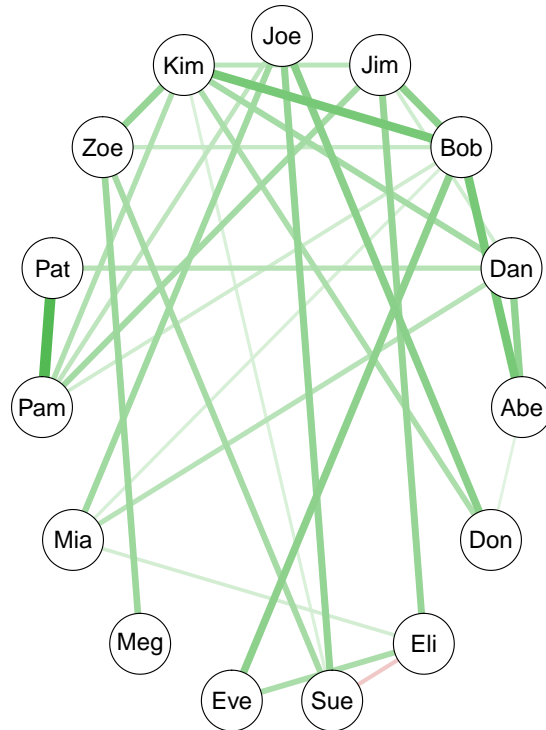 Joe
Kim
Jim
Zoe
Bob
Pat
Dan
Pam
Abe
Mia
Don
Meg
Eli
Eve
Sue